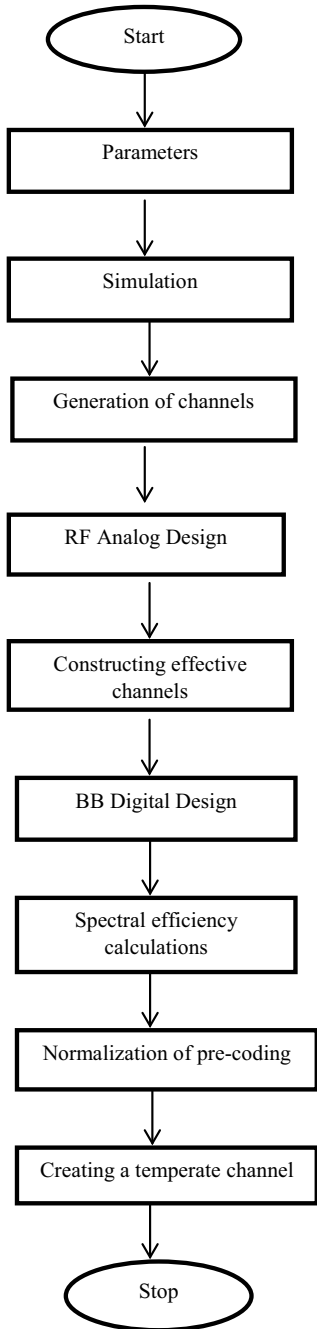 Start
Parameters
Simulation
Generation of channels
RF Analog Design
Constructing effective
channels
BB Digital Design
Spectral efficiency
calculations
Normalization of pre-coding
Creating a temperate channel
Stop